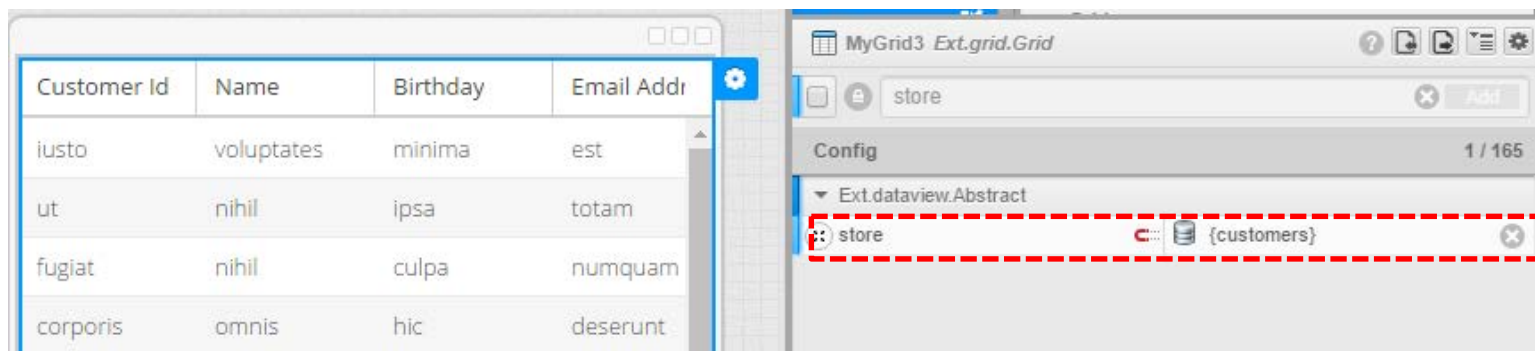 Customer Id Name Birthday Email Addr
iusto voluptates minima est
ut nihil ipsa totam
fugiat nihil culpa numquam
corporis omnis hic deserunt
MyGrid3 Ext.grid.Grid
store Add
Config 1 / 165
Ext.dataview.Abstract
store {customers}